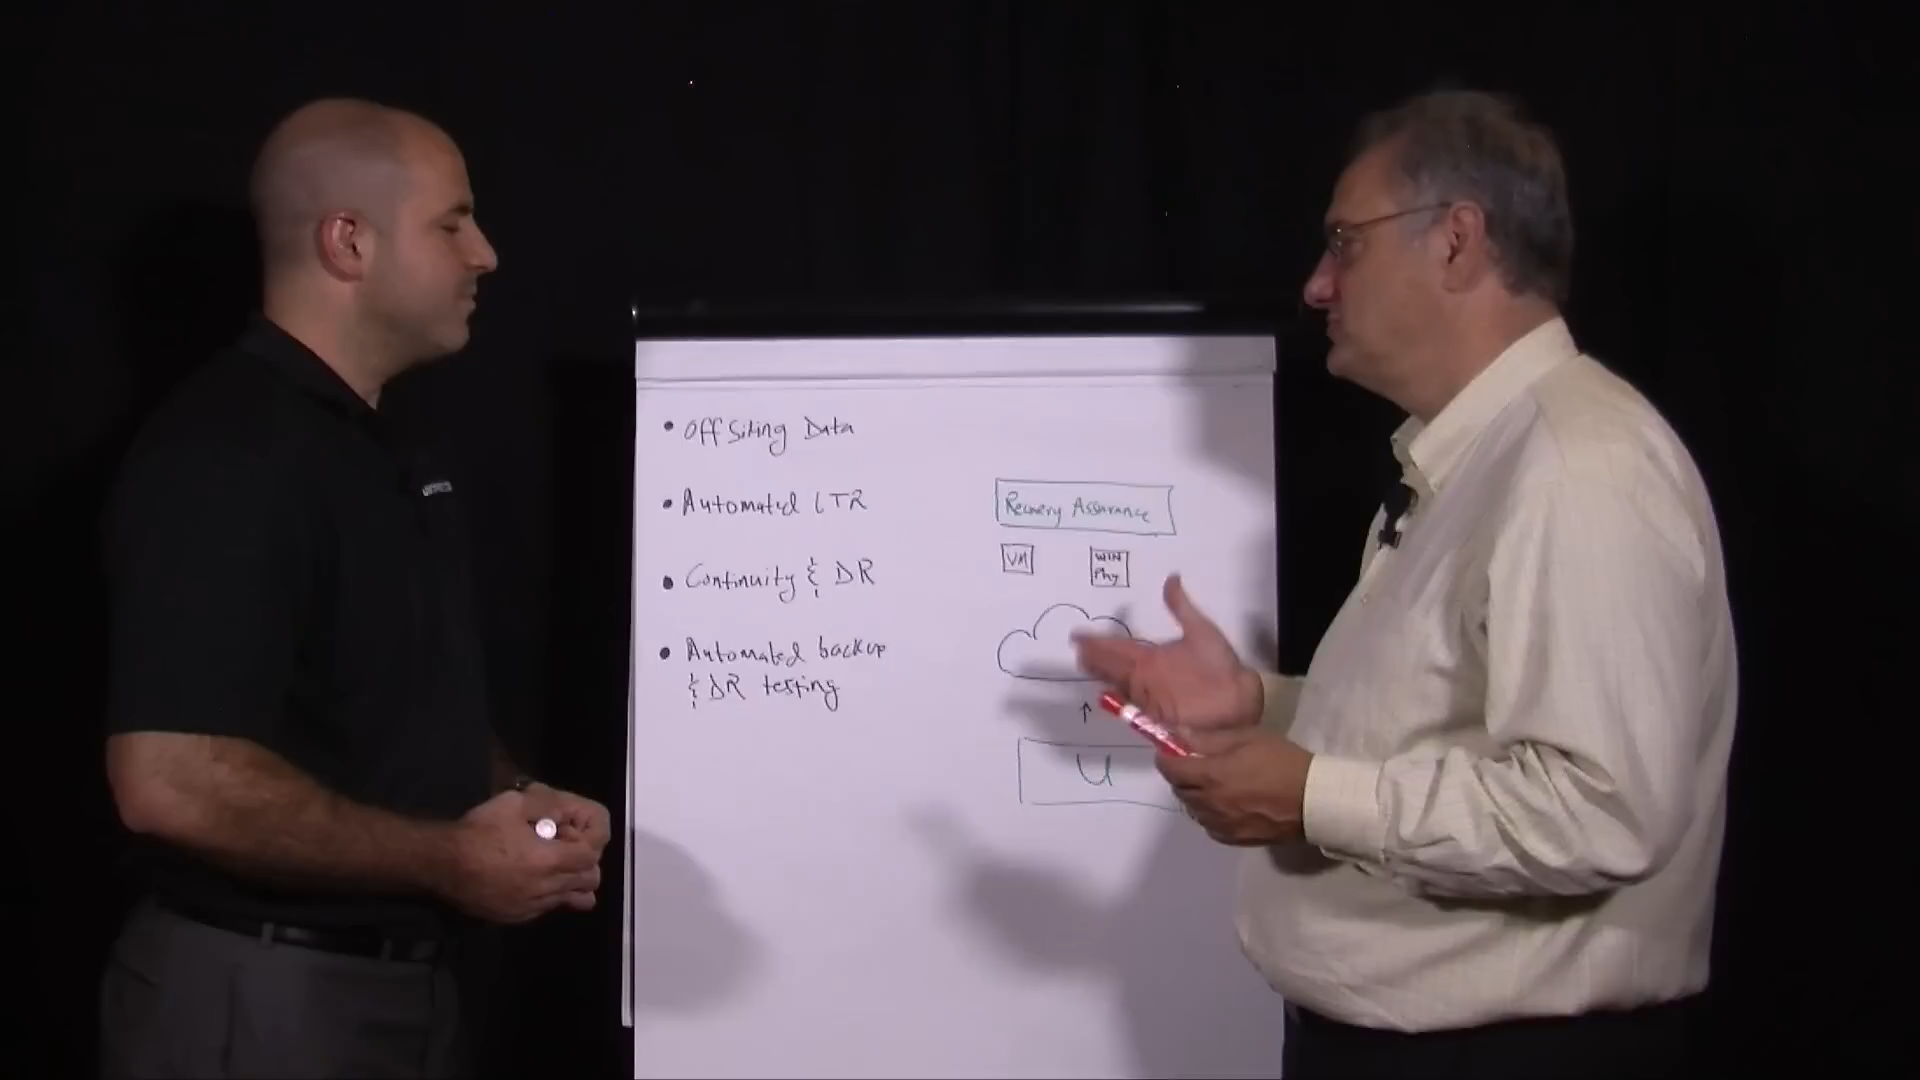 • Off Siting Data
• Automated LTR
• Continuity & DR
• Automated backup
& DR testing
Recovery Assurance
VM
WIN
Phy
↑
U